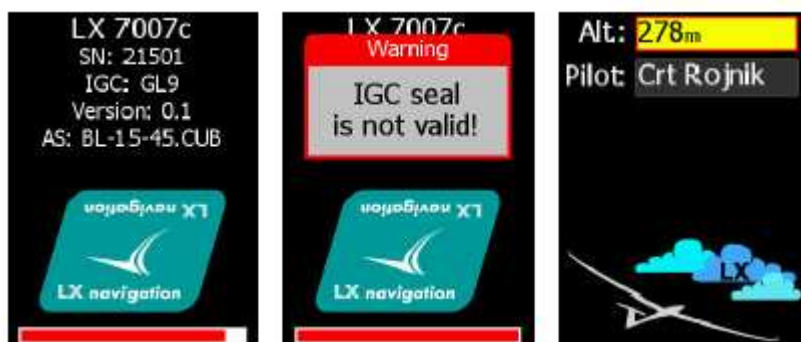 LX 7007c
SN: 21501
IGC: GL9
Version: 0.1
AS: BL-15-45.CUB
LX navigation
LX navigation
LX 7007c
Warning
IGC seal
is not valid!
LX navigation
LX navigation
Alt.: 278m
Pilot: Crt Rojnik
LX